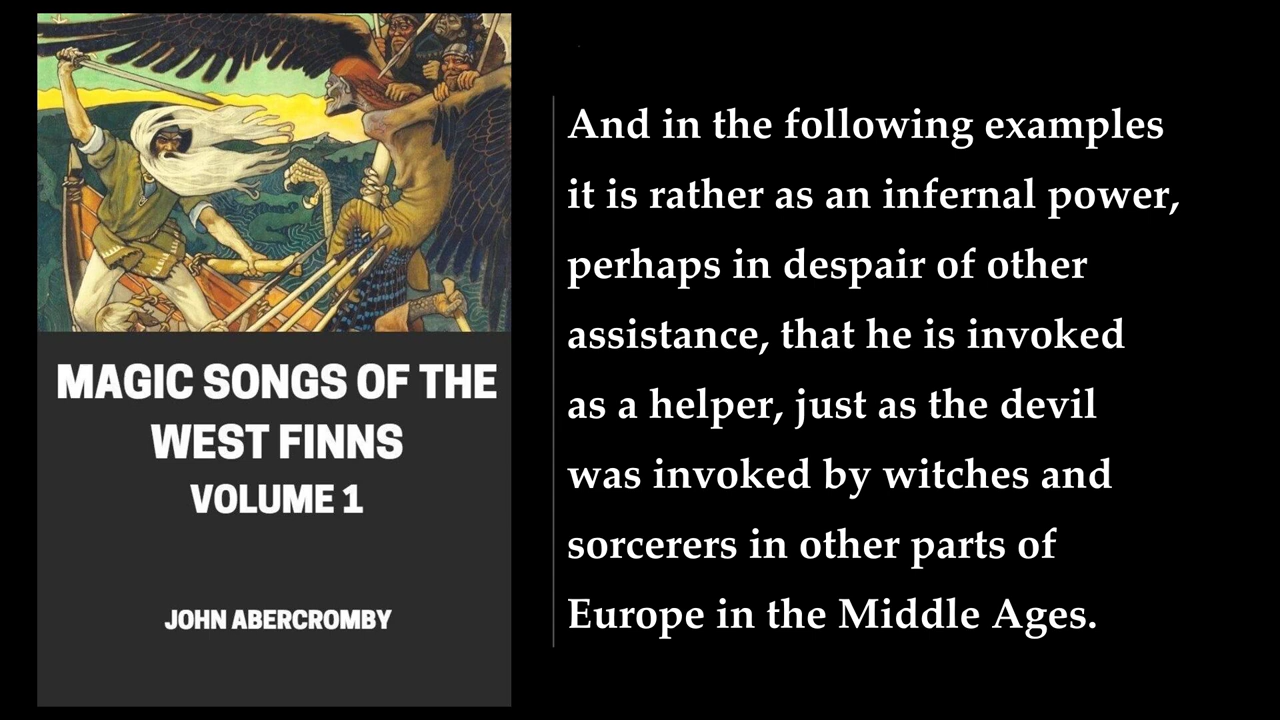 MAGIC SONGS OF THE
WEST FINNS
VOLUME 1
JOHN ABERCROMBY
And in the following examples
it is rather as an infernal power,
perhaps in despair of other
assistance, that he is invoked
as a helper, just as the devil
was invoked by witches and
sorcerers in other parts of
Europe in the Middle Ages.